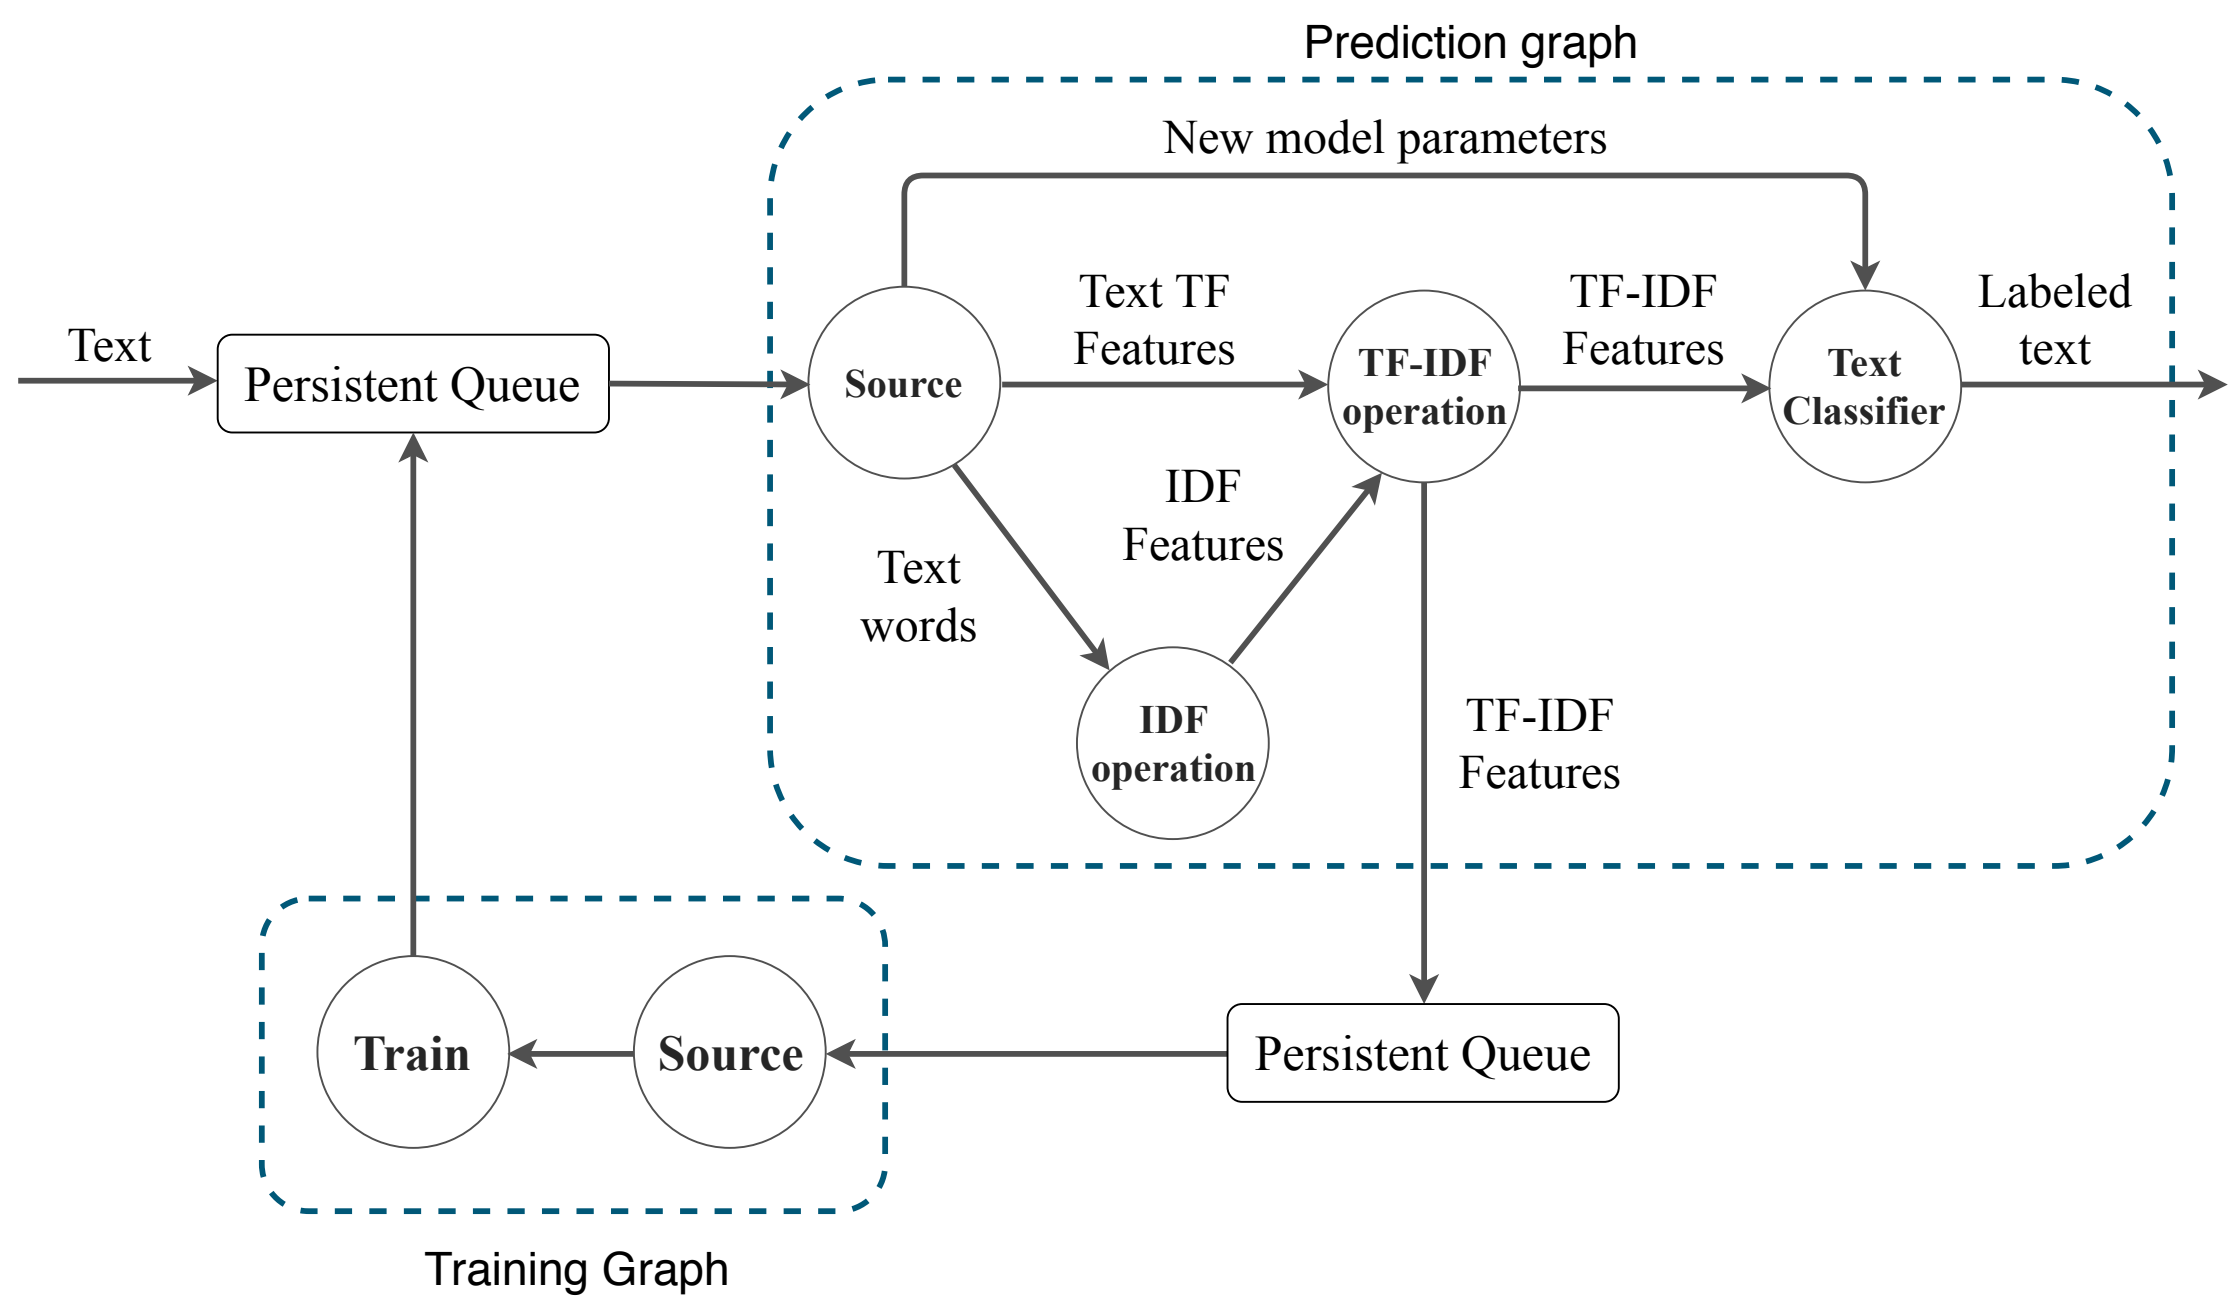 Prediction graph
New model parameters
Text
Persistent Queue
Source
Text TF
Features
TF-IDF
operation
TF-IDF
Features
Text
Classifier
Labeled
text
IDF
Features
Text
words
IDF
operation
TF-IDF
Features
Train
Source
Persistent Queue
Training Graph